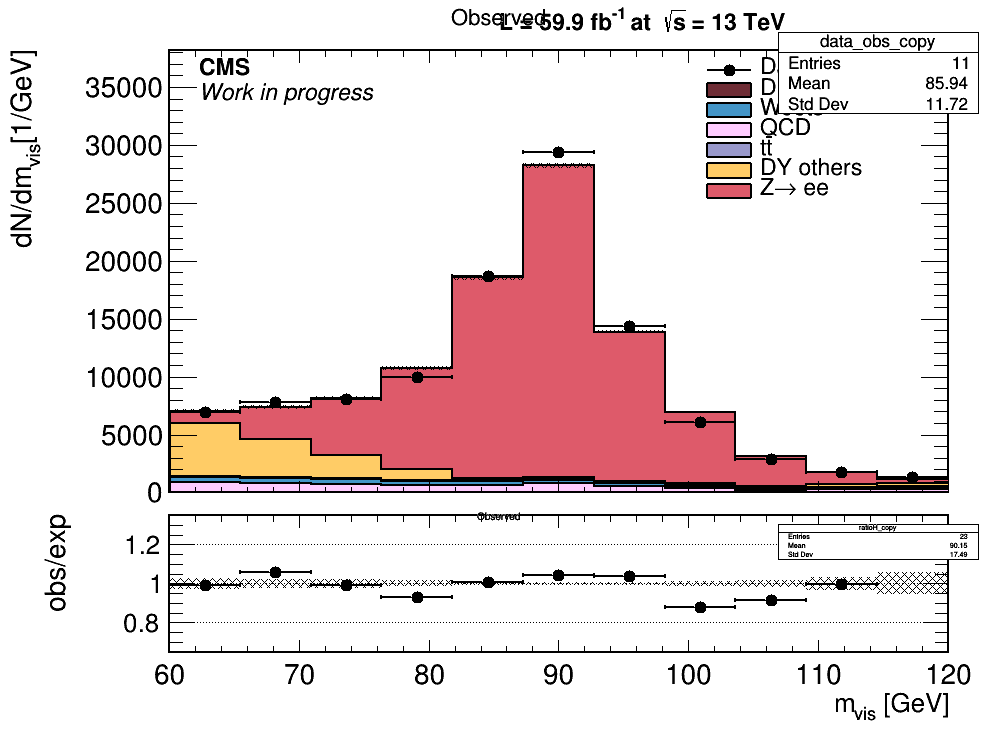 Observed
L = 59.9 fb-1 at √s = 13 TeV
data_obs_copy
Entries 11
Mean 85.94
Std Dev 11.72
CMS
Work in progress
QCD
tt̄
DY others
Z→ ee
dN/dmvis[1/GeV]
35000
30000
25000
20000
15000
10000
5000
0
Observed
ratioH_copy
Entries 23
Mean 90.15
Std Dev 17.49
obs/exp
1.2
1
0.8
60 70 80 90 100 110 120
mvis [GeV]